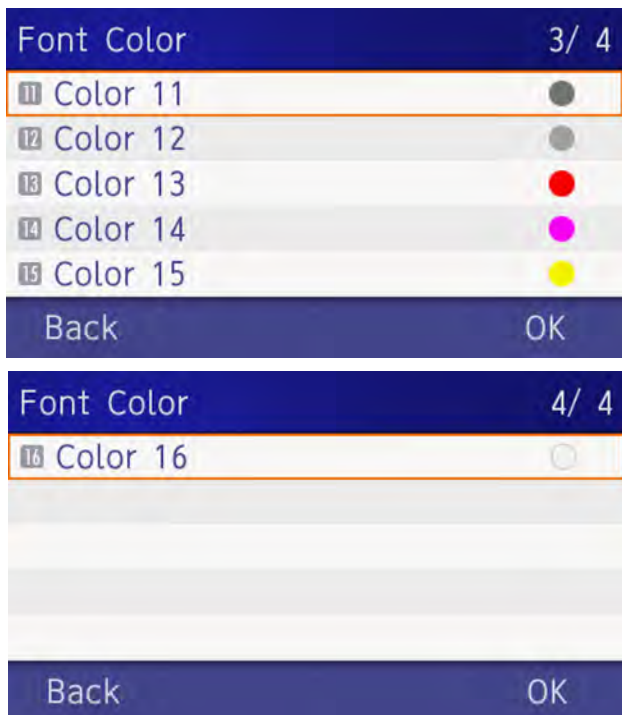 Font Color 3/ 4
11 Color 11
12 Color 12
13 Color 13
14 Color 14
15 Color 15
Back OK
Font Color 4/ 4
16 Color 16
Back OK